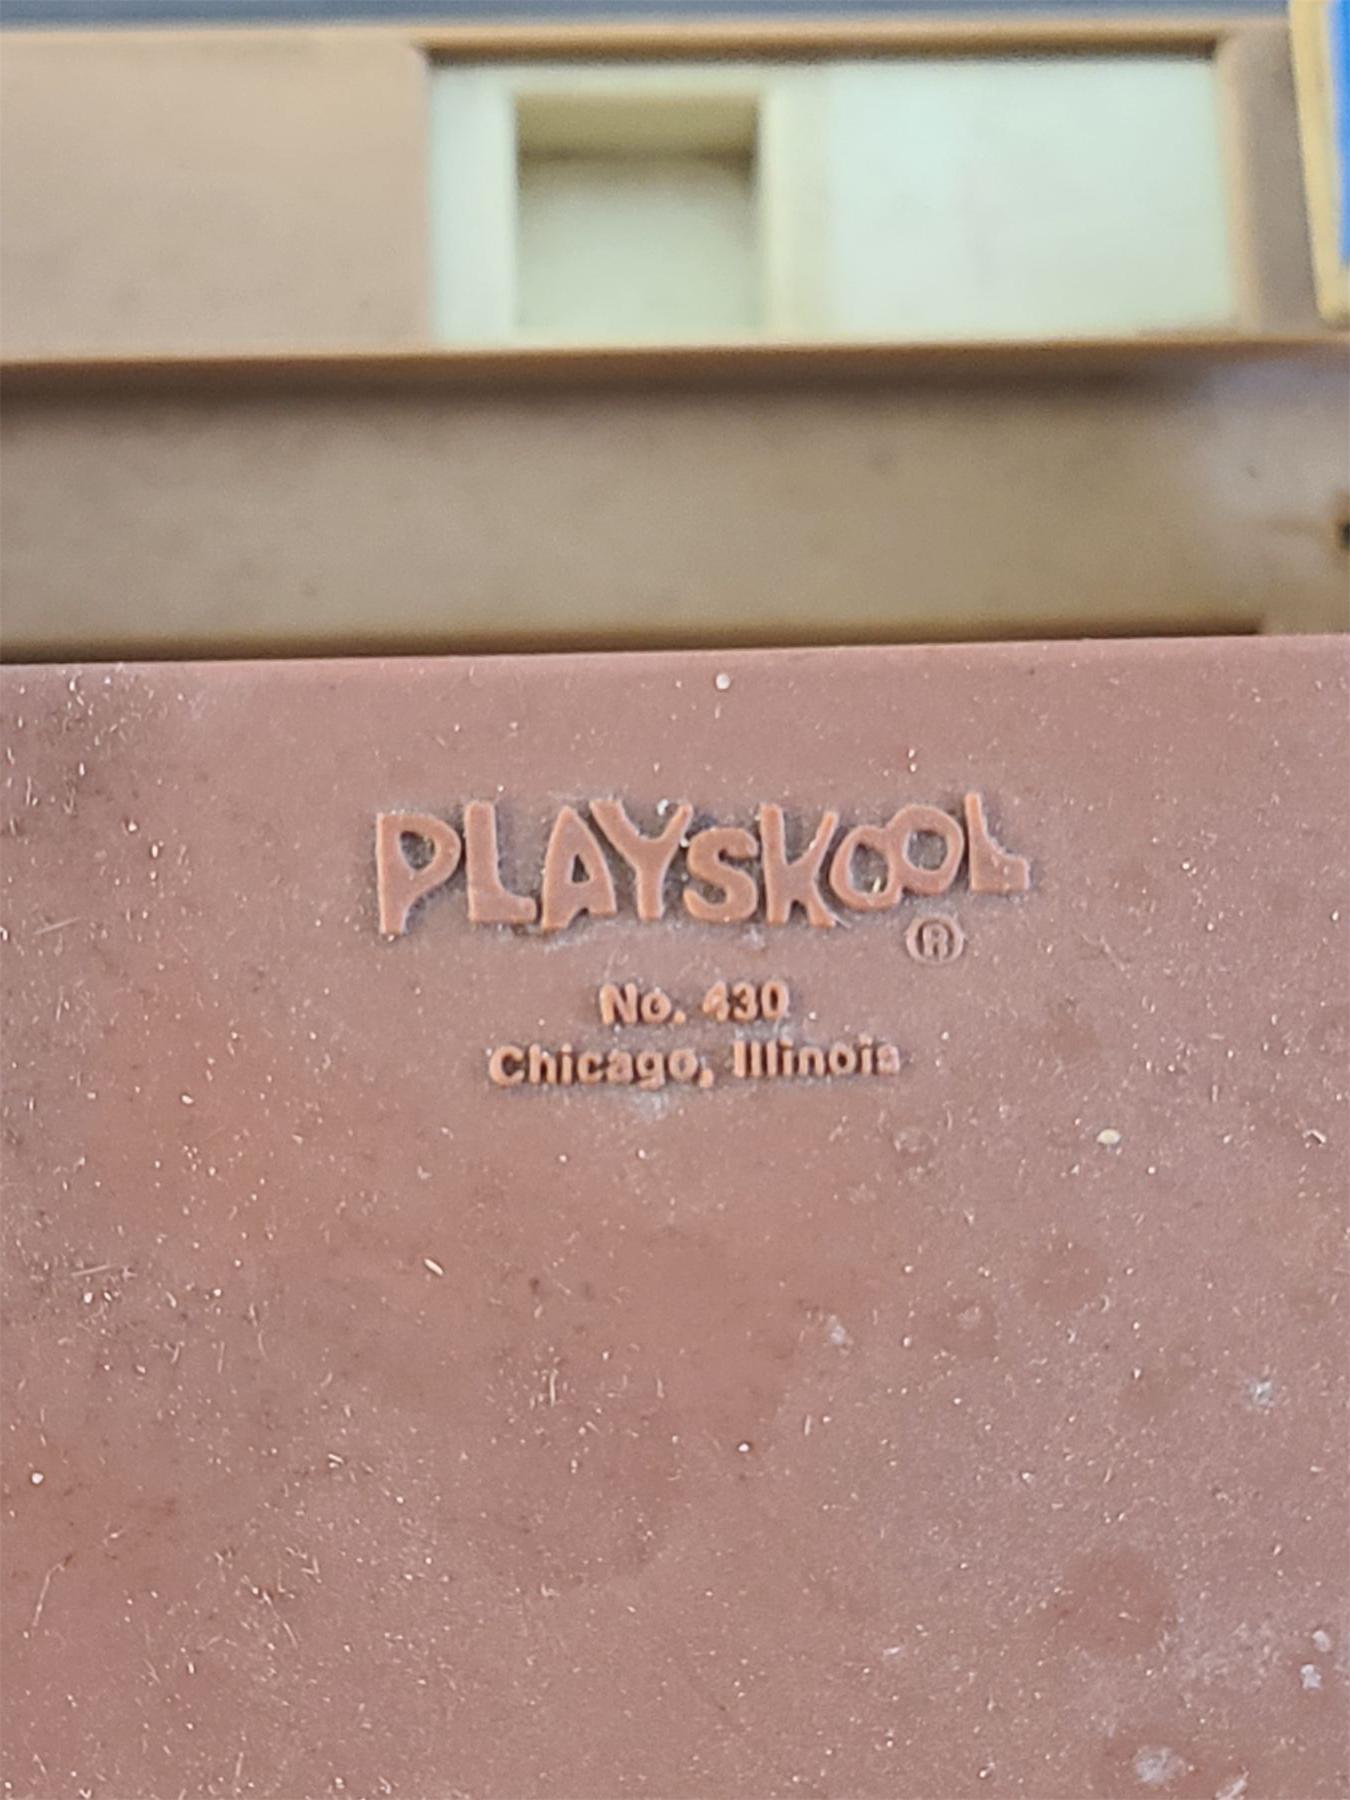 PLAYSKOOL
®
No. 430
Chicago, Illinois